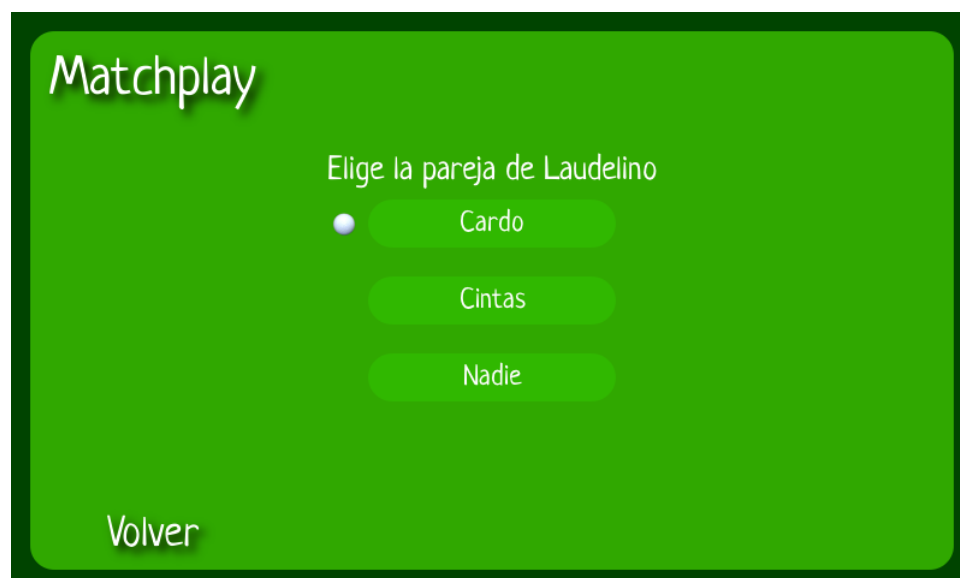 Matchplay
Elige la pareja de Laudelino
Cardo
Cintas
Nadie
Volver